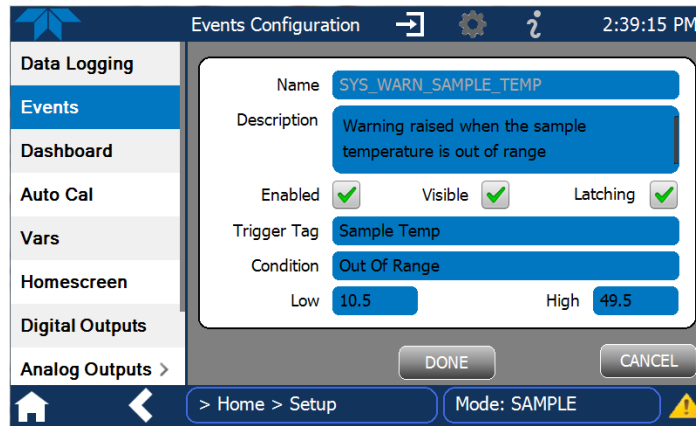 Events Configuration
2:39:15 PM
Data Logging
Events
Dashboard
Auto Cal
Vars
Homescreen
Digital Outputs
Analog Outputs >
Name SYS_WARN_SAMPLE_TEMP
Description Warning raised when the sample
temperature is out of range
Enabled Visible Latching
Trigger Tag Sample Temp
Condition Out Of Range
Low 10.5 High 49.5
DONE CANCEL
> Home > Setup Mode: SAMPLE